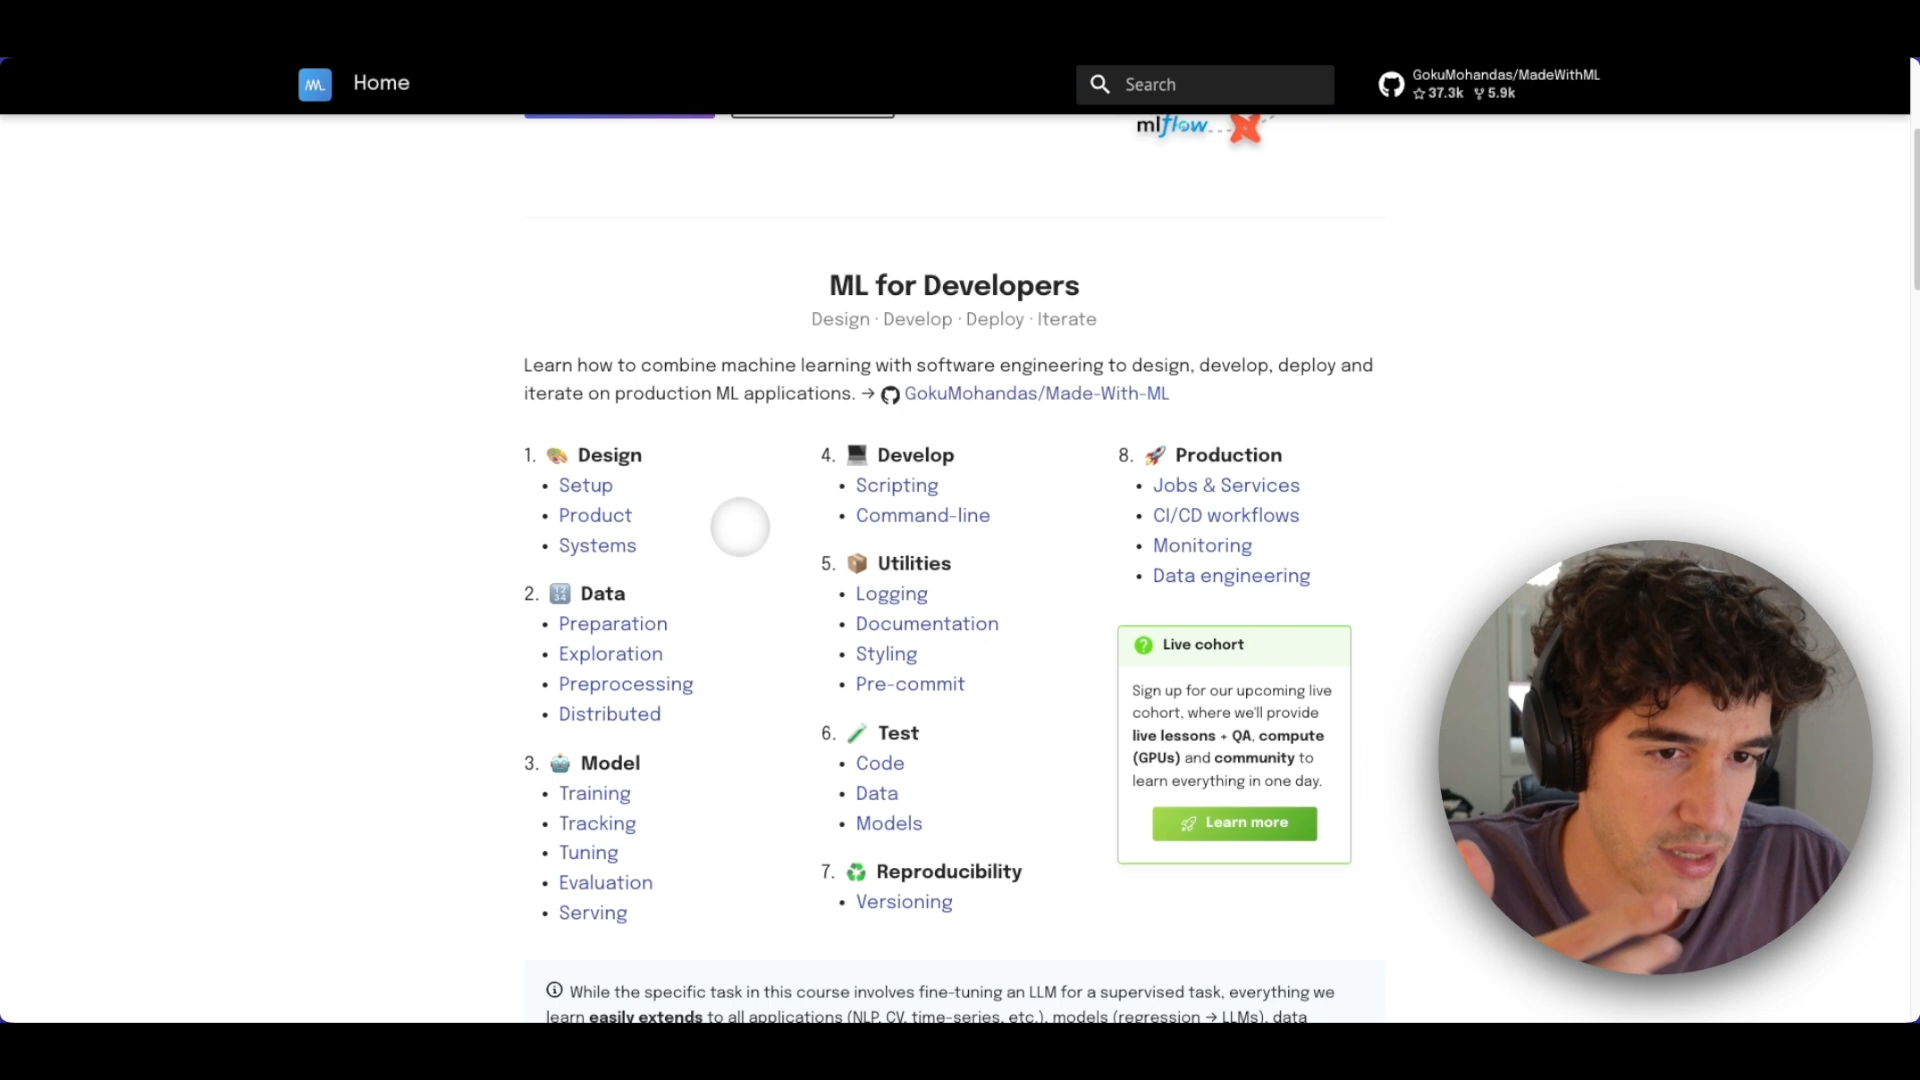 Home
Search
GokuMohandas/MadeWithML
37.3k 5.9k
mlflow
ML for Developers
Design · Develop · Deploy · Iterate
Learn how to combine machine learning with software engineering to design, develop, deploy and
iterate on production ML applications. → GokuMohandas/Made-With-ML
1. Design
• Setup
• Product
• Systems
2. Data
• Preparation
• Exploration
• Preprocessing
• Distributed
3. Model
• Training
• Tracking
• Tuning
• Evaluation
• Serving
4. Develop
• Scripting
• Command-line
5. Utilities
• Logging
• Documentation
• Styling
• Pre-commit
6. Test
• Code
• Data
• Models
7. Reproducibility
• Versioning
8. Production
• Jobs & Services
• CI/CD workflows
• Monitoring
• Data engineering
Live cohort
Sign up for our upcoming live
cohort, where we'll provide
live lessons + QA, compute
(GPUs) and community to
learn everything in one day.
Learn more
While the specific task in this course involves fine-tuning an LLM for a supervised task, everything we
learn easily extends to all applications (NLP, CV, time-series, etc.), models (regression → LLMs), data